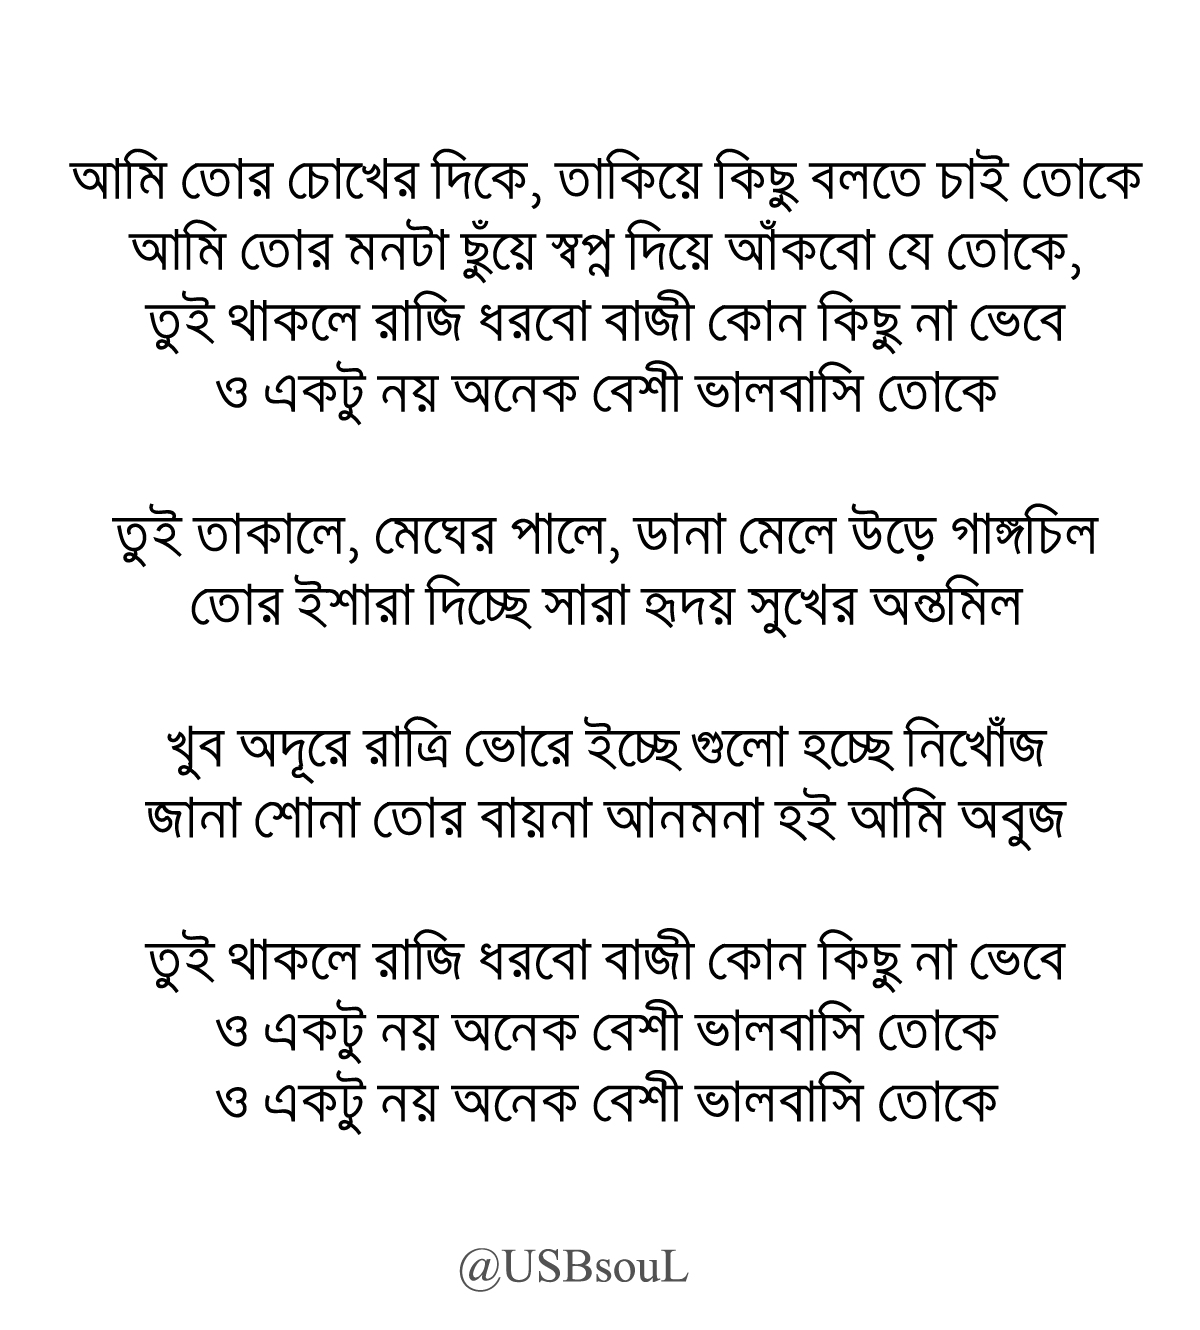 আমি তোর চোখের দিকে, তাকিয়ে কিছু বলতে চাই তোকে
আমি তোর মনটা ছুঁয়ে স্বপ্ন দিয়ে আঁকবো যে তোকে,
তুই থাকলে রাজি ধরবো বাজী কোন কিছু না ভেবে
ও একটু নয় অনেক বেশী ভালবাসি তোকে
তুই তাকালে, মেঘের পালে, ডানা মেলে উড়ে গাঙ্গচিল
তোর ইশারা দিচ্ছে সারা হৃদয় সুখের অন্তমিল
খুব অদূরে রাত্রি ভোরে ইচ্ছে গুলো হচ্ছে নিখোঁজ
জানা শোনা তোর বায়না আনমনা হই আমি অবুজ
তুই থাকলে রাজি ধরবো বাজী কোন কিছু না ভেবে
ও একটু নয় অনেক বেশী ভালবাসি তোকে
ও একটু নয় অনেক বেশী ভালবাসি তোকে
@USBsouL